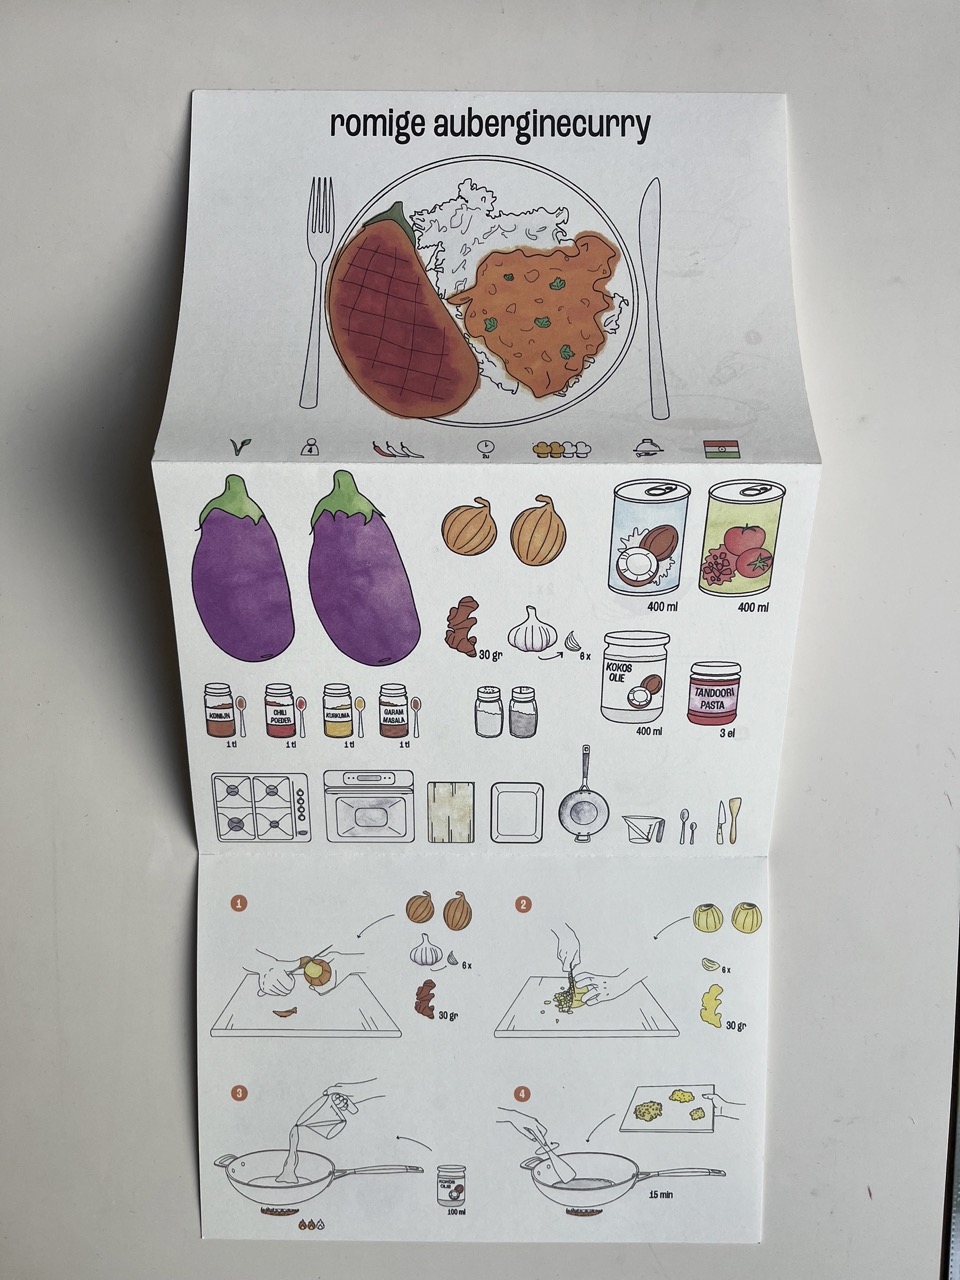 romige auberginecurry
4
2u
400 ml
400 ml
30 gr
6 x
KOKOS
OLIE
TANDOORI
PASTA
400 ml
3 el
KOMIJN
CHILI
POEDER
KURKUMA
GARAM
MASALA
1 tl
1 tl
1 tl
1 tl
1
6 x
30 gr
2
6 x
30 gr
3
KOKOS
OLIE
100 ml
4
15 min